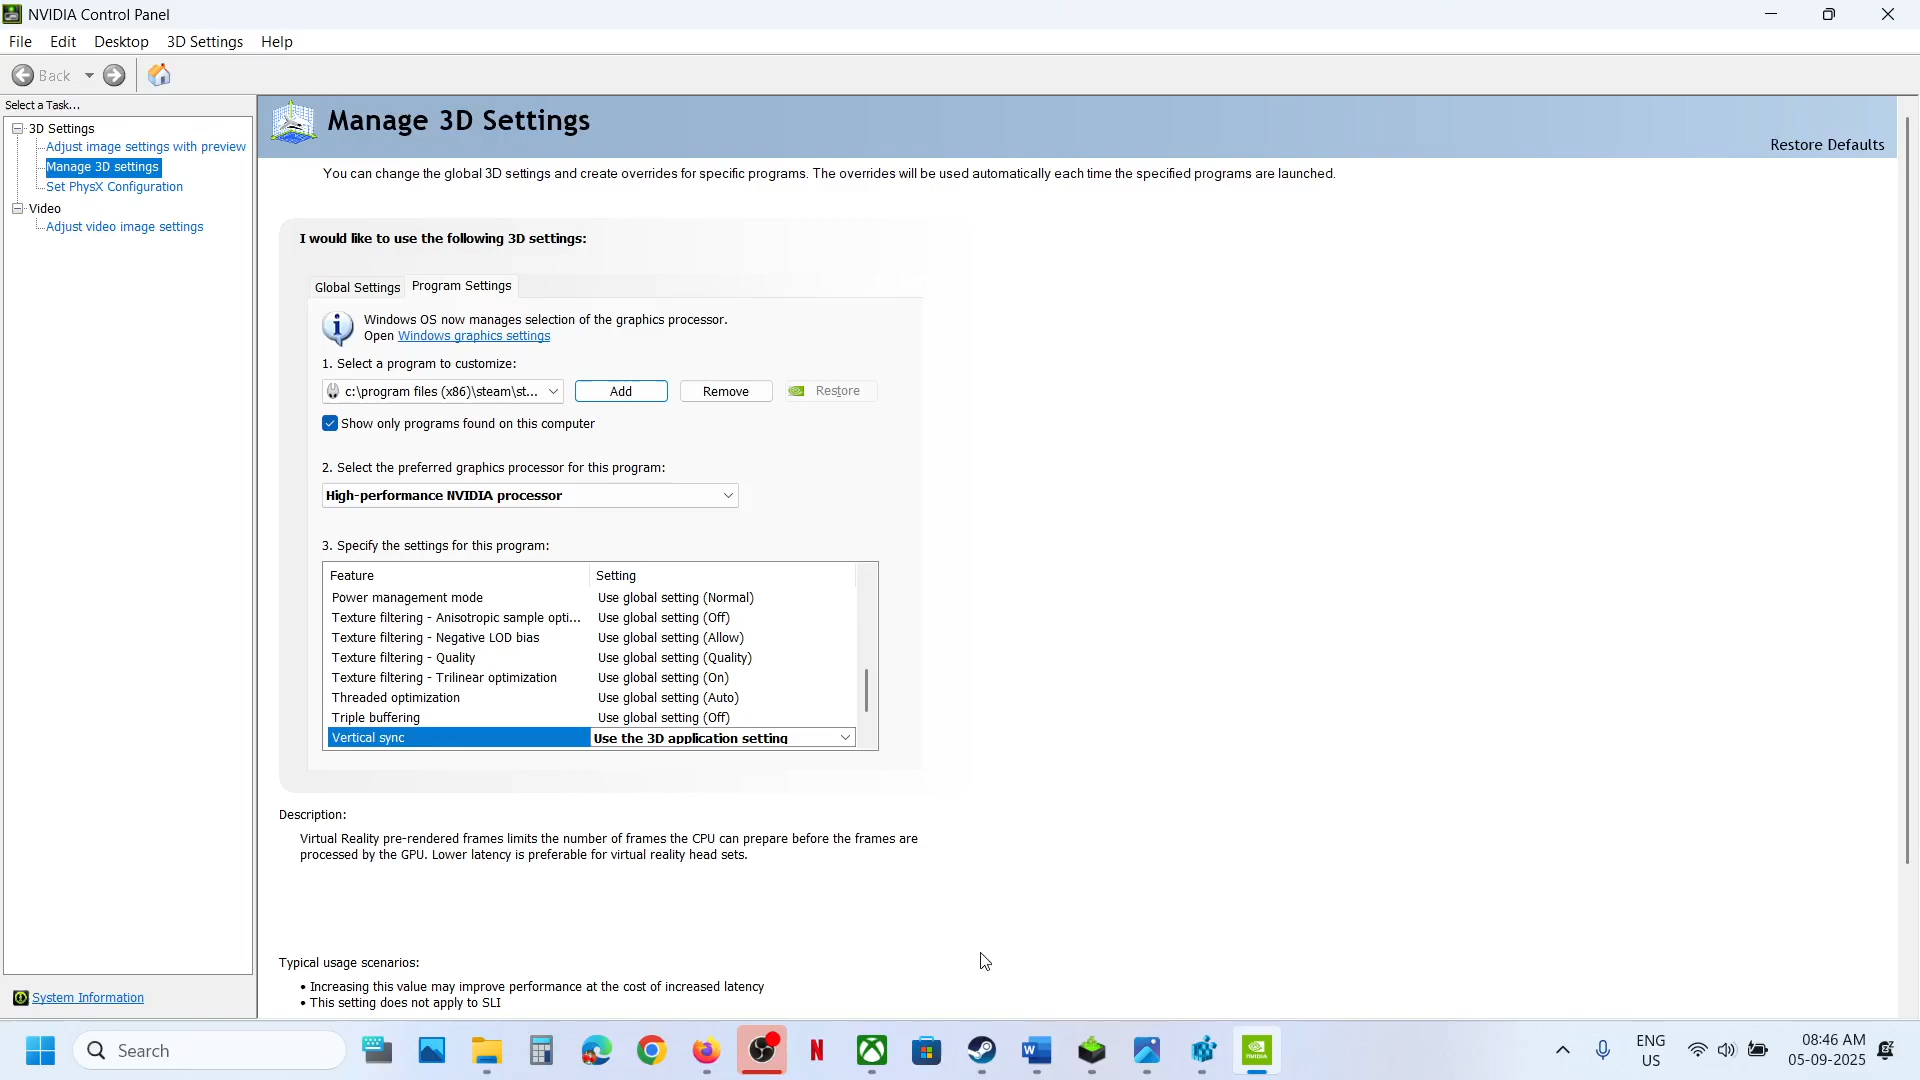 NVIDIA Control Panel
File Edit Desktop 3D Settings Help
Back
Select a Task...
3D Settings
Adjust image settings with preview
Manage 3D settings
Set PhysX Configuration
Video
Adjust video image settings
System Information
Manage 3D Settings
Restore Defaults
You can change the global 3D settings and create overrides for specific programs. The overrides will be used automatically each time the specified programs are launched.
I would like to use the following 3D settings:
Global Settings Program Settings
Windows OS now manages selection of the graphics processor.
Open Windows graphics settings
1. Select a program to customize:
c:\program files (x86)\steam\st... Add Remove Restore
Show only programs found on this computer
2. Select the preferred graphics processor for this program:
High-performance NVIDIA processor
3. Specify the settings for this program:
Feature Setting
Power management mode Use global setting (Normal)
Texture filtering - Anisotropic sample opti... Use global setting (Off)
Texture filtering - Negative LOD bias Use global setting (Allow)
Texture filtering - Quality Use global setting (Quality)
Texture filtering - Trilinear optimization Use global setting (On)
Threaded optimization Use global setting (Auto)
Triple buffering Use global setting (Off)
Vertical sync Use the 3D application setting
Description:
Virtual Reality pre-rendered frames limits the number of frames the CPU can prepare before the frames are
processed by the GPU. Lower latency is preferable for virtual reality head sets.
Typical usage scenarios:
• Increasing this value may improve performance at the cost of increased latency
• This setting does not apply to SLI
Search
N
W
NVIDIA
ENG
US
08:46 AM
05-09-2025